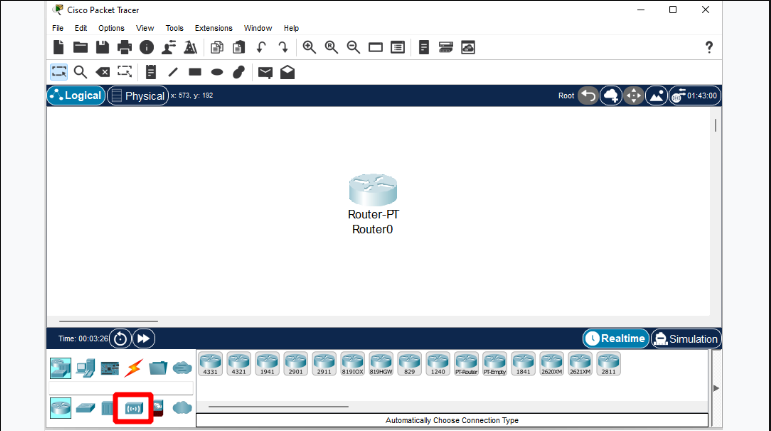 Cisco Packet Tracer
File Edit Options View Tools Extensions Window Help
?
Logical Physical x: 573, y: 192 Root 01:43:00
Router-PT
Router0
Time: 00:03:26 Realtime Simulation
4331 4321 1941 2901 2911 819IOX 819HGW 829 1240 PT-Router PT-Empty 1841 2620XM 2621XM 2811
Automatically Choose Connection Type